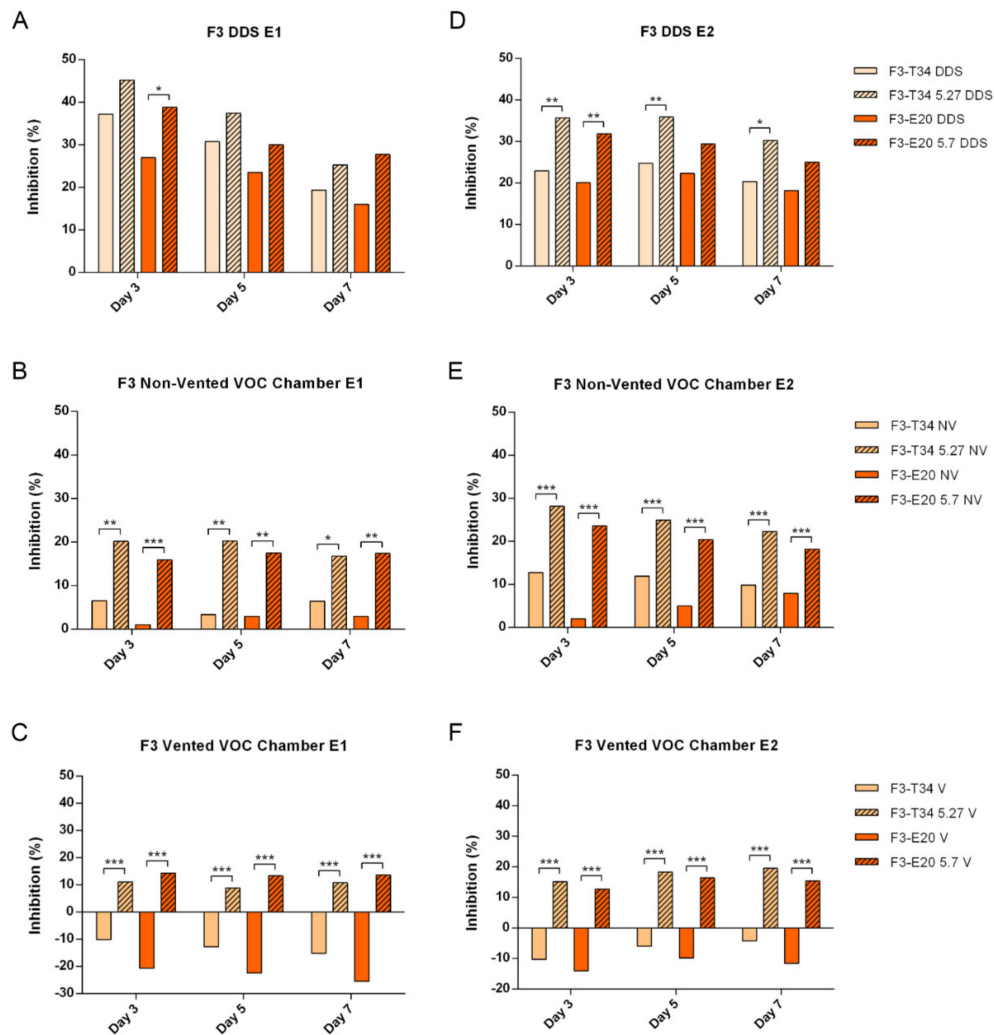 A
F3 DDS E1
Inhibition (%)
50
40
30
20
10
0
*
Day 3
Day 5
Day 7
D
F3 DDS E2
Inhibition (%)
50
40
30
20
10
0
**
**
**
*
Day 3
Day 5
Day 7
F3-T34 DDS
F3-T34 5.27 DDS
F3-E20 DDS
F3-E20 5.7 DDS
B
F3 Non-Vented VOC Chamber E1
Inhibition (%)
50
40
30
20
10
0
**
***
**
**
*
**
Day 3
Day 5
Day 7
E
F3 Non-Vented VOC Chamber E2
Inhibition (%)
50
40
30
20
10
0
***
***
***
***
***
***
Day 3
Day 5
Day 7
F3-T34 NV
F3-T34 5.27 NV
F3-E20 NV
F3-E20 5.7 NV
C
F3 Vented VOC Chamber E1
Inhibition (%)
50
40
30
20
10
0
-10
-20
-30
***
***
***
***
***
***
Day 3
Day 5
Day 7
F
F3 Vented VOC Chamber E2
Inhibition (%)
50
40
30
20
10
0
-10
-20
***
***
***
***
***
***
Day 3
Day 5
Day 7
F3-T34 V
F3-T34 5.27 V
F3-E20 V
F3-E20 5.7 V